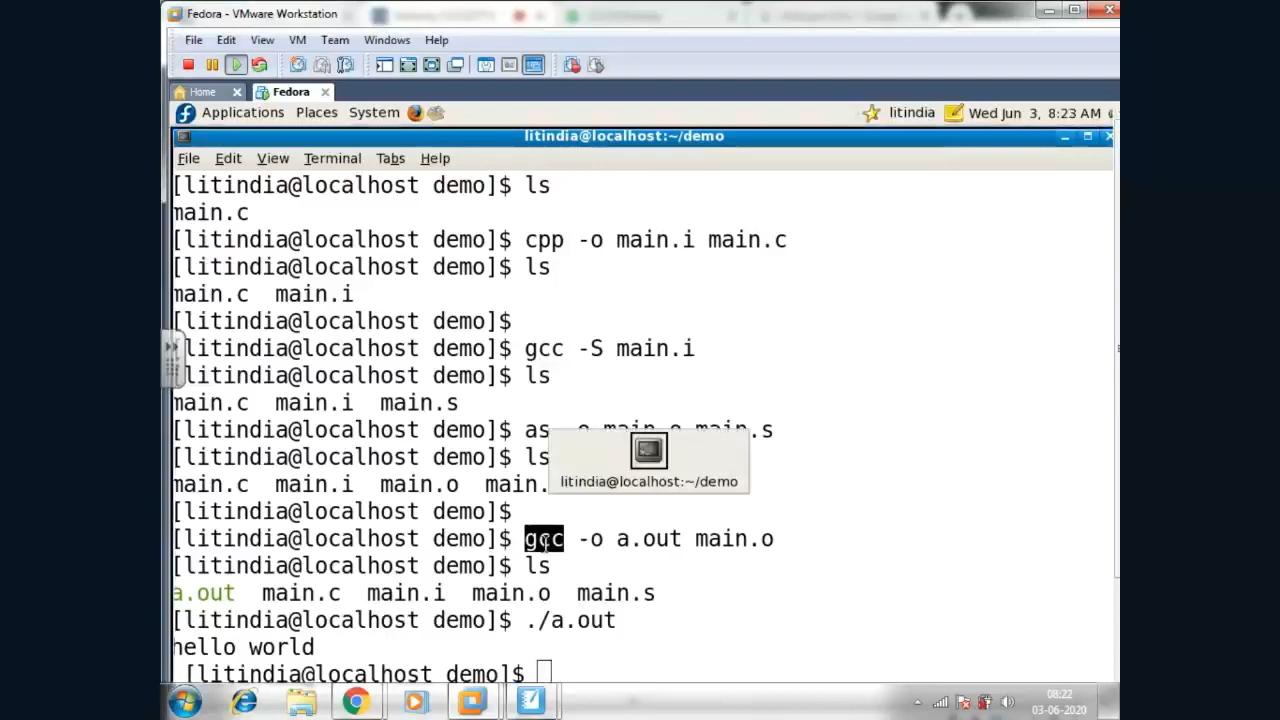 Fedora - VMware Workstation
File Edit View VM Team Windows Help
Home Fedora
Applications Places System litindia Wed Jun 3, 8:23 AM
litindia@localhost:~/demo
File Edit View Terminal Tabs Help
[litindia@localhost demo]$ ls
main.c
[litindia@localhost demo]$ cpp -o main.i main.c
[litindia@localhost demo]$ ls
main.c main.i
[litindia@localhost demo]$
[litindia@localhost demo]$ gcc -S main.i
[litindia@localhost demo]$ ls
main.c main.i main.s
[litindia@localhost demo]$ as -o main.o main.s
[litindia@localhost demo]$ ls
main.c main.i main.o main.
litindia@localhost:~/demo
[litindia@localhost demo]$
[litindia@localhost demo]$ gcc -o a.out main.o
[litindia@localhost demo]$ ls
a.out main.c main.i main.o main.s
[litindia@localhost demo]$ ./a.out
hello world
[litindia@localhost demo]$
08:22
03-06-2020